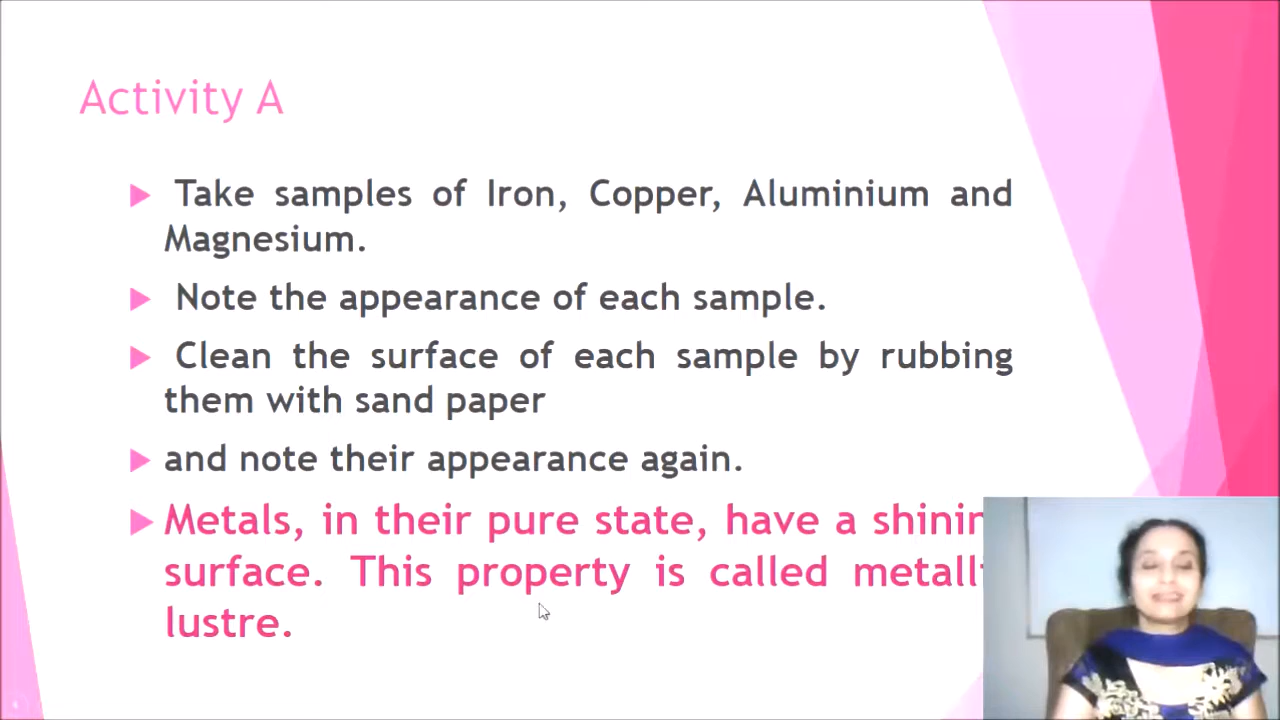 Activity A
Take samples of Iron, Copper, Aluminium and
Magnesium.
Note the appearance of each sample.
Clean the surface of each sample by rubbing
them with sand paper
and note their appearance again.
Metals, in their pure state, have a
surface. This property is called
lustre.